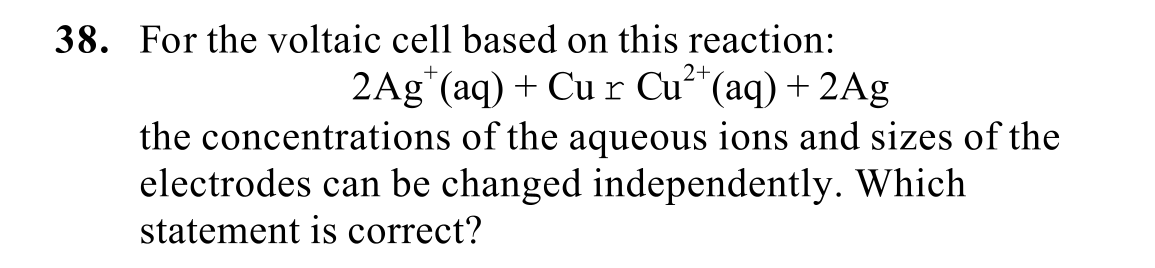 38. For the voltaic cell based on this reaction:
2Ag⁺(aq) + Cu r Cu²⁺(aq) + 2Ag
the concentrations of the aqueous ions and sizes of the
electrodes can be changed independently. Which
statement is correct?